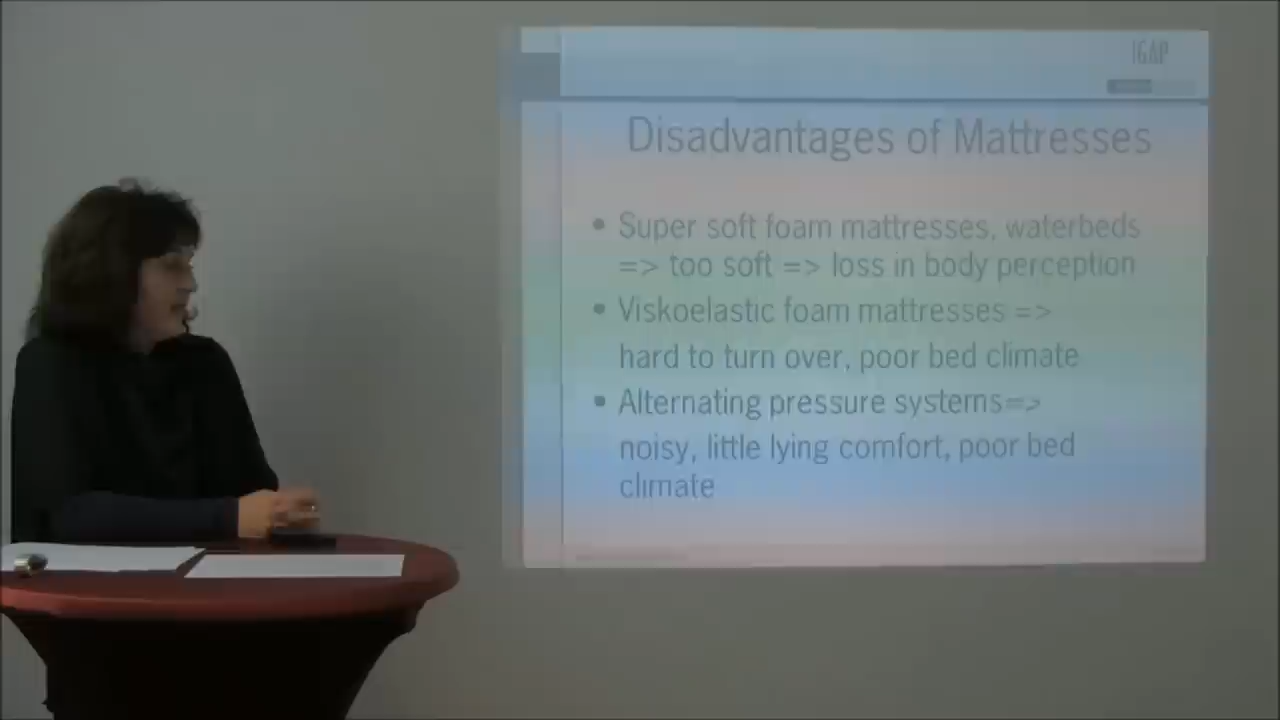 IGAP
Disadvantages of Mattresses
• Super soft foam mattresses, waterbeds
=> too soft => loss in body perception
• Viskoelastic foam mattresses =>
hard to turn over, poor bed climate
• Alternating pressure systems=>
noisy, little lying comfort, poor bed
climate